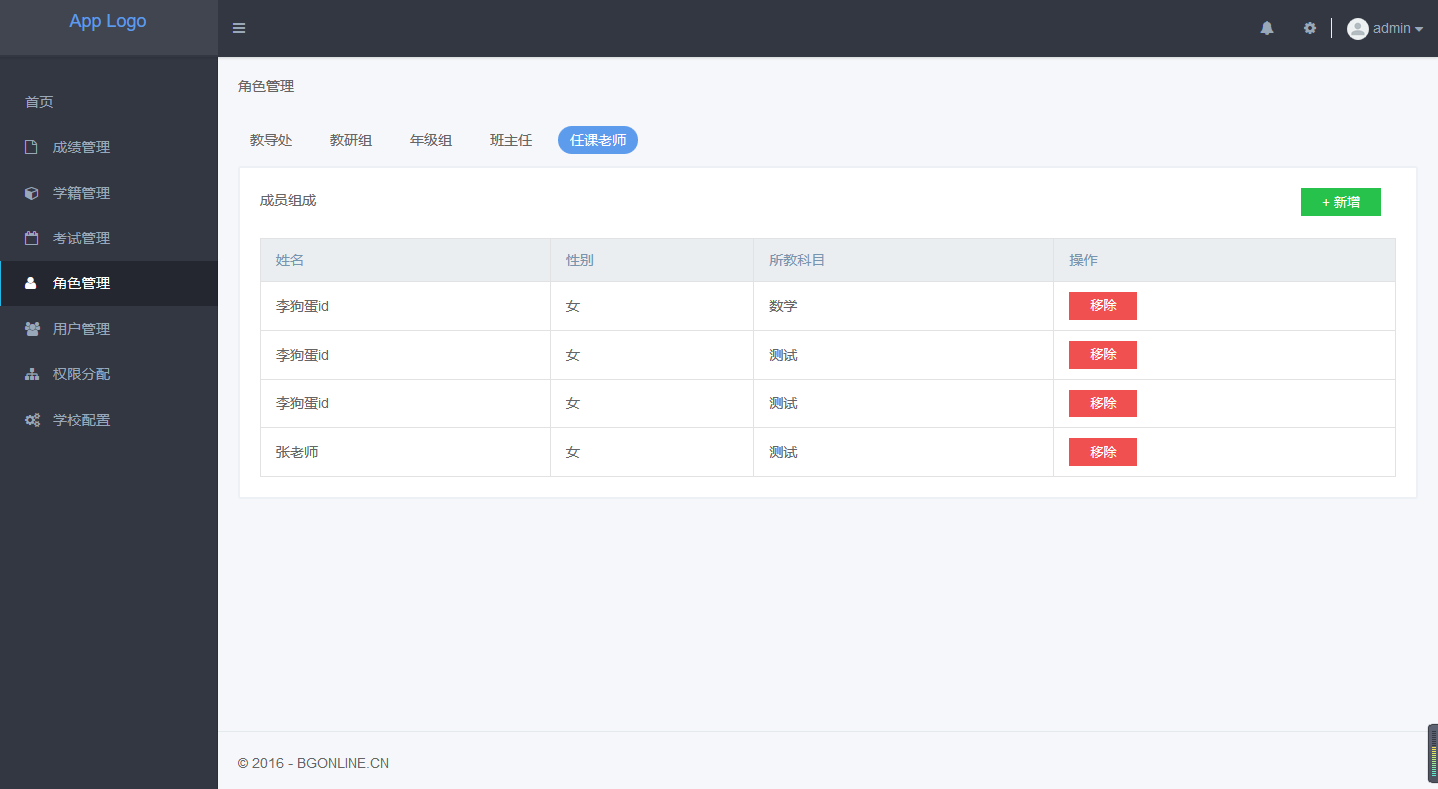 App Logo
admin
首页
成绩管理
学籍管理
考试管理
角色管理
用户管理
权限分配
学校配置
角色管理
教导处 教研组 年级组 班主任 任课老师
成员组成
+ 新增
姓名 性别 所教科目 操作
李狗蛋id 女 数学 移除
李狗蛋id 女 测试 移除
李狗蛋id 女 测试 移除
张老师 女 测试 移除
© 2016 - BGONLINE.CN